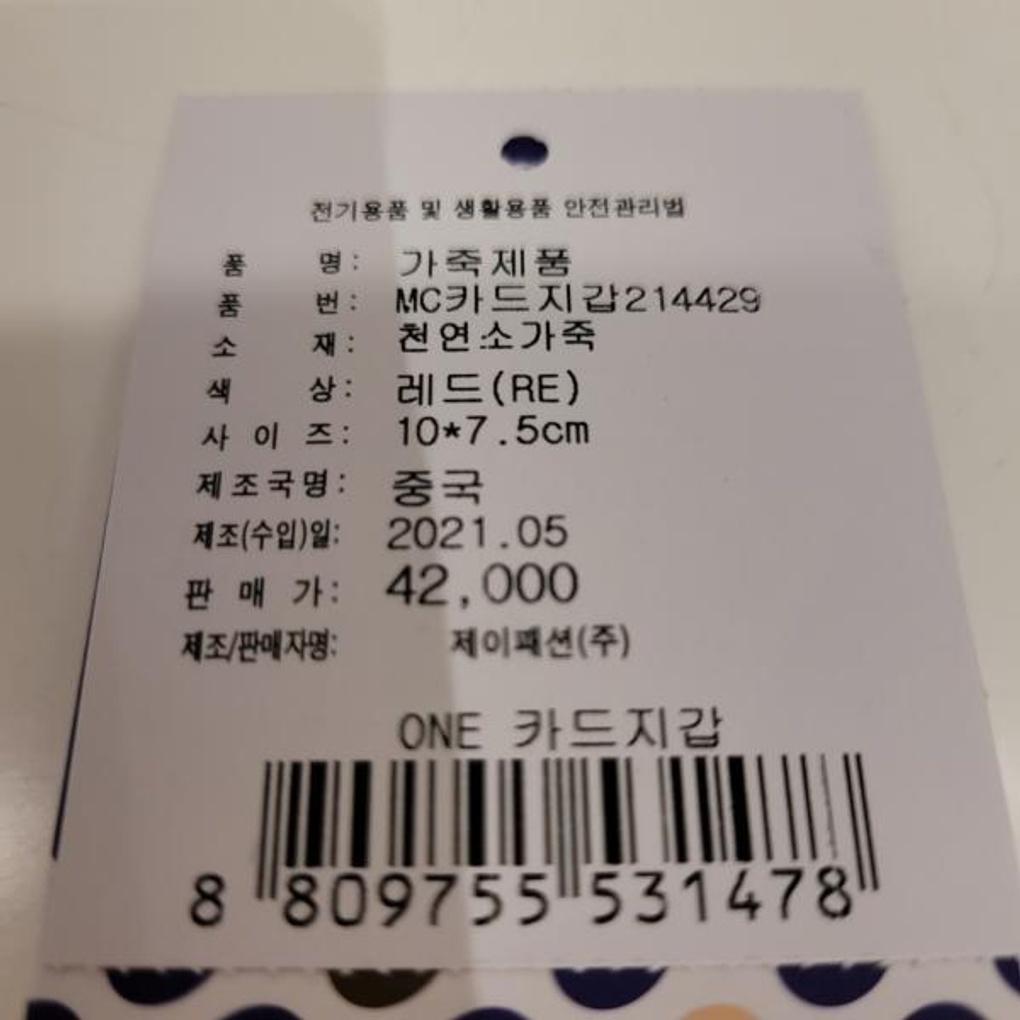 전기용품 및 생활용품 안전관리법
품 명: 가죽제품
품 번: MC카드지갑214429
소 재: 천연소가죽
색 상: 레드(RE)
사 이 즈: 10*7.5cm
제조국명: 중국
제조(수입)일: 2021.05
판 매 가: 42,000
제조/판매자명: 제이패션(주)
ONE 카드지갑
8 809755 531478